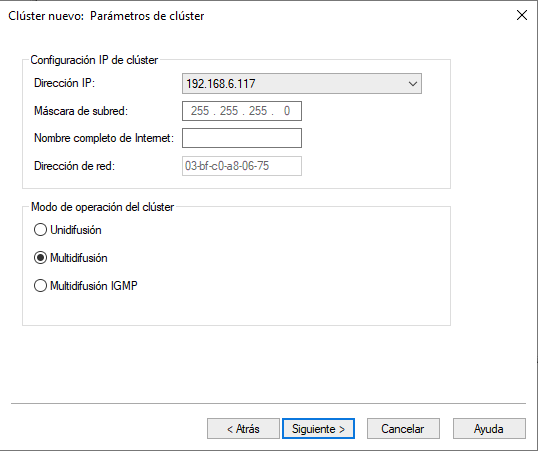 Clúster nuevo: Parámetros de clúster
Configuración IP de clúster
Dirección IP: 192.168.6.117
Máscara de subred: 255 . 255 . 255 . 0
Nombre completo de Internet:
Dirección de red: 03-bf-c0-a8-06-75
Modo de operación del clúster
Unidifusión
Multidifusión
Multidifusión IGMP
< Atrás Siguiente > Cancelar Ayuda